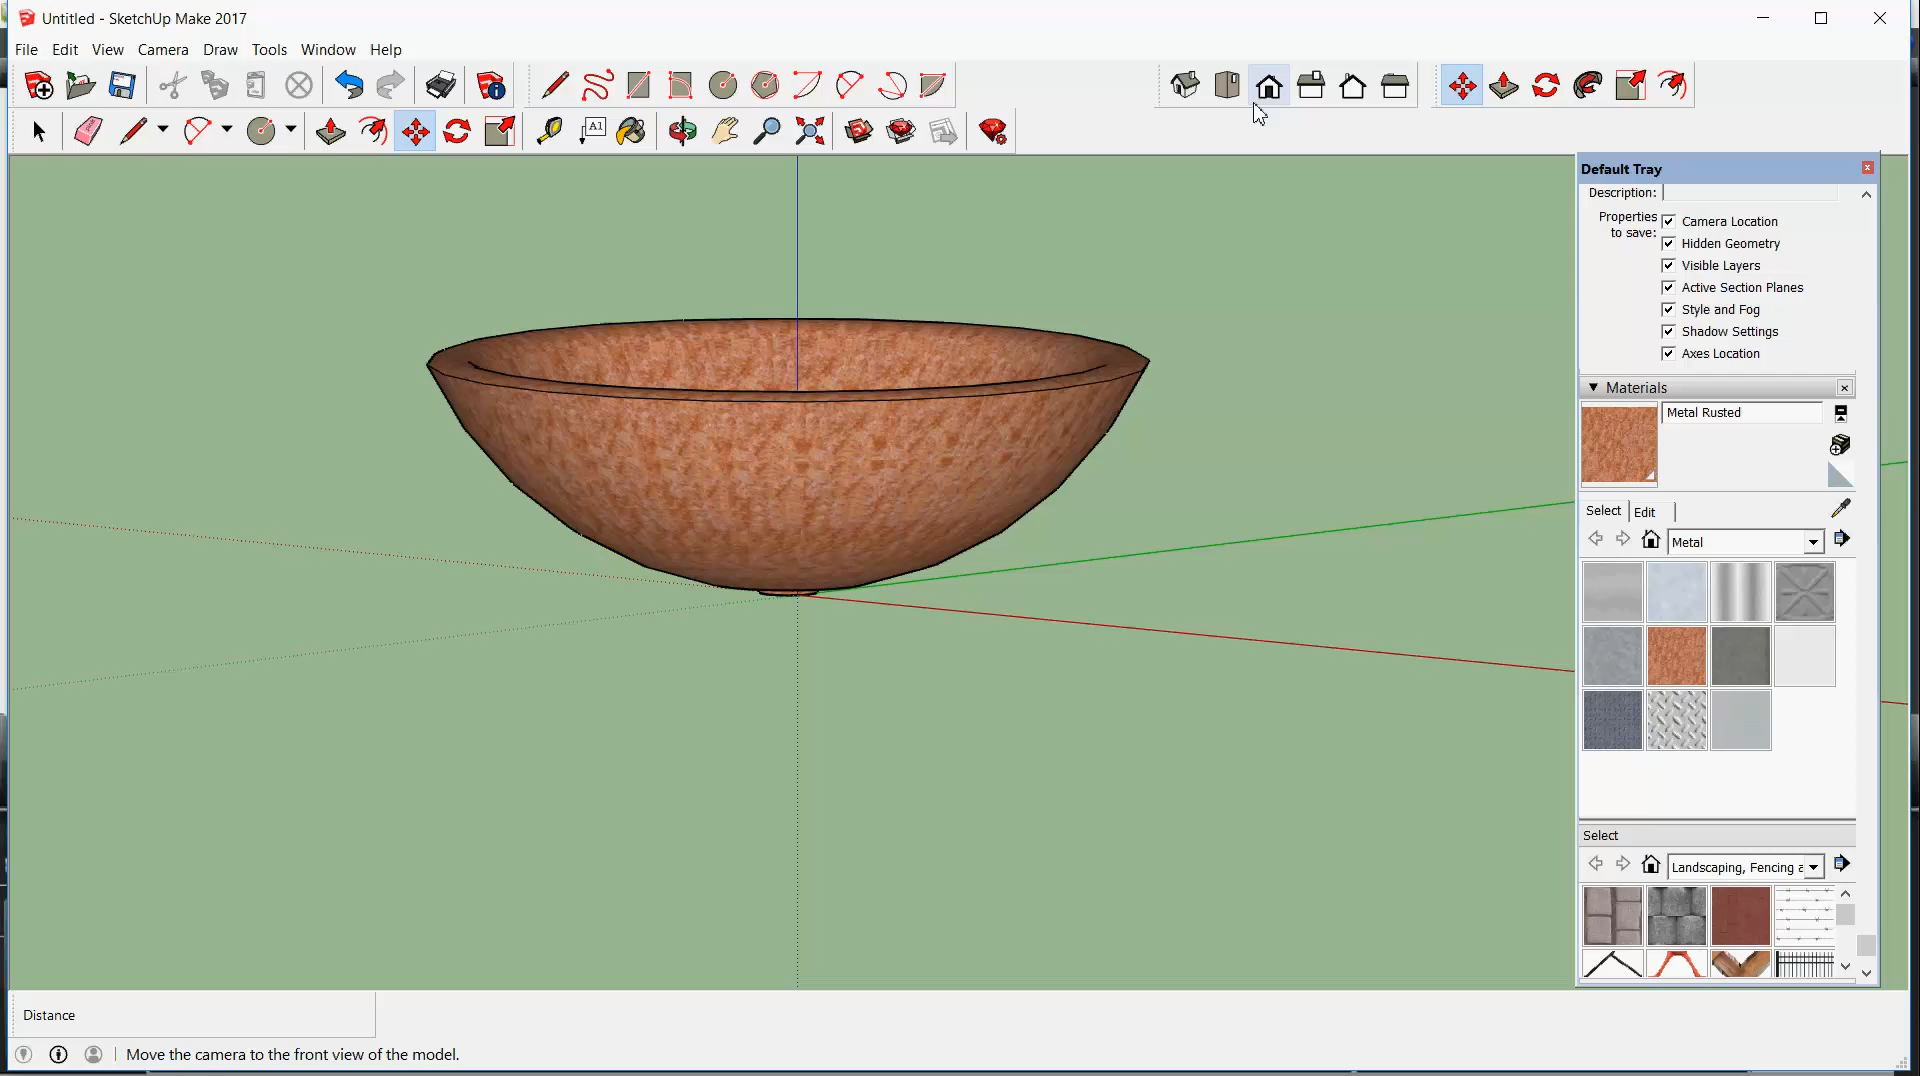 Untitled - SketchUp Make 2017
File Edit View Camera Draw Tools Window Help
A1
Default Tray
Description:
Properties to save:
Camera Location
Hidden Geometry
Visible Layers
Active Section Planes
Style and Fog
Shadow Settings
Axes Location
Materials
Metal Rusted
Select Edit
Metal
Select
Landscaping, Fencing a
Distance
Move the camera to the front view of the model.